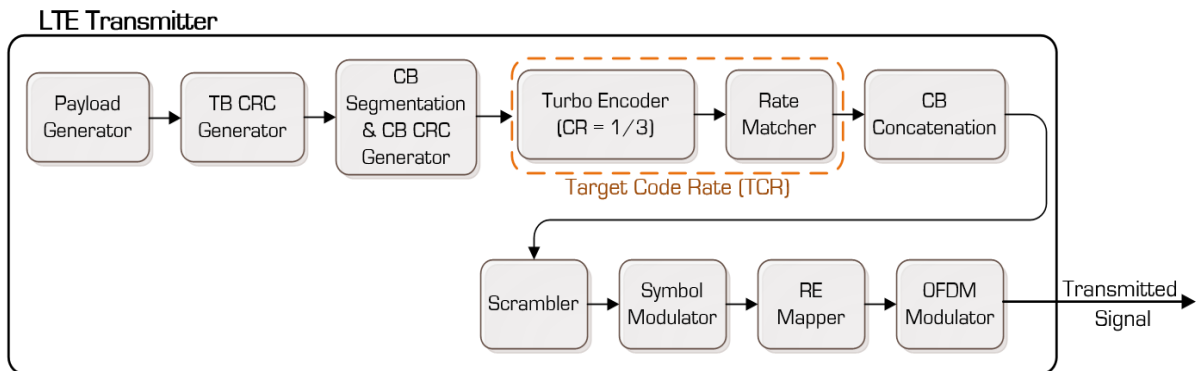 LTE Transmitter
Payload
Generator
TB CRC
Generator
CB
Segmentation
& CB CRC
Generator
Turbo Encoder
(CR = 1/3)
Rate
Matcher
CB
Concatenation
Target Code Rate (TCR)
Scrambler
Symbol
Modulator
RE
Mapper
OFDM
Modulator
Transmitted
Signal